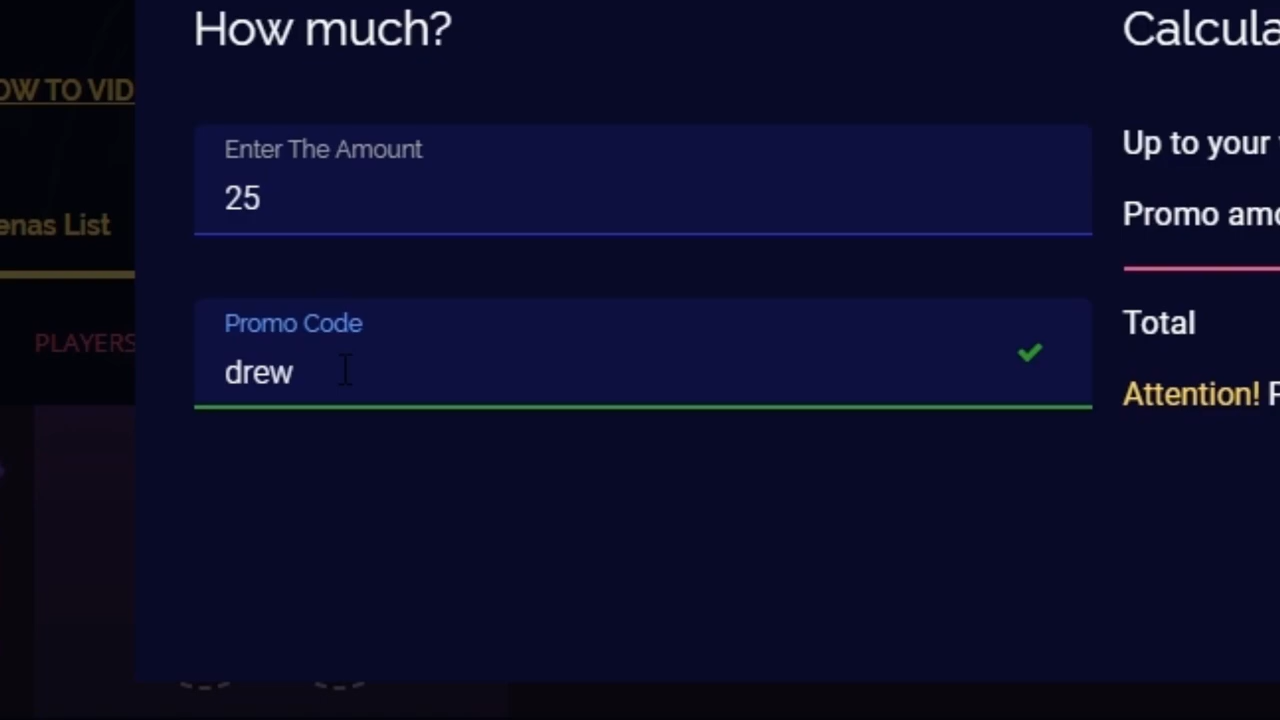 How much?
Calcula
OW TO VID
Enter The Amount
25
Up to your
Promo amo
enas List
Promo Code
drew
Total
PLAYERS
Attention! P